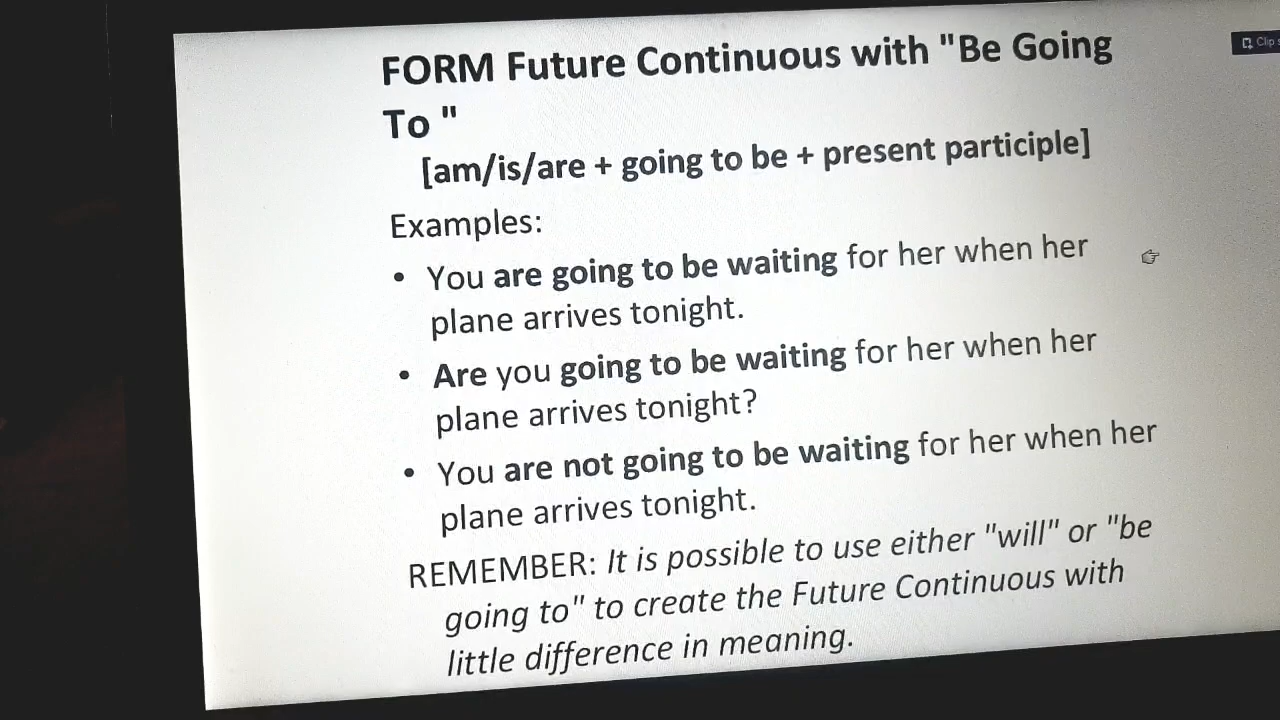 FORM Future Continuous with "Be Going
To "
[am/is/are + going to be + present participle]
Examples:
• You are going to be waiting for her when her
plane arrives tonight.
• Are you going to be waiting for her when her
plane arrives tonight?
• You are not going to be waiting for her when her
plane arrives tonight.
REMEMBER: It is possible to use either "will" or "be
going to" to create the Future Continuous with
little difference in meaning.
Clip